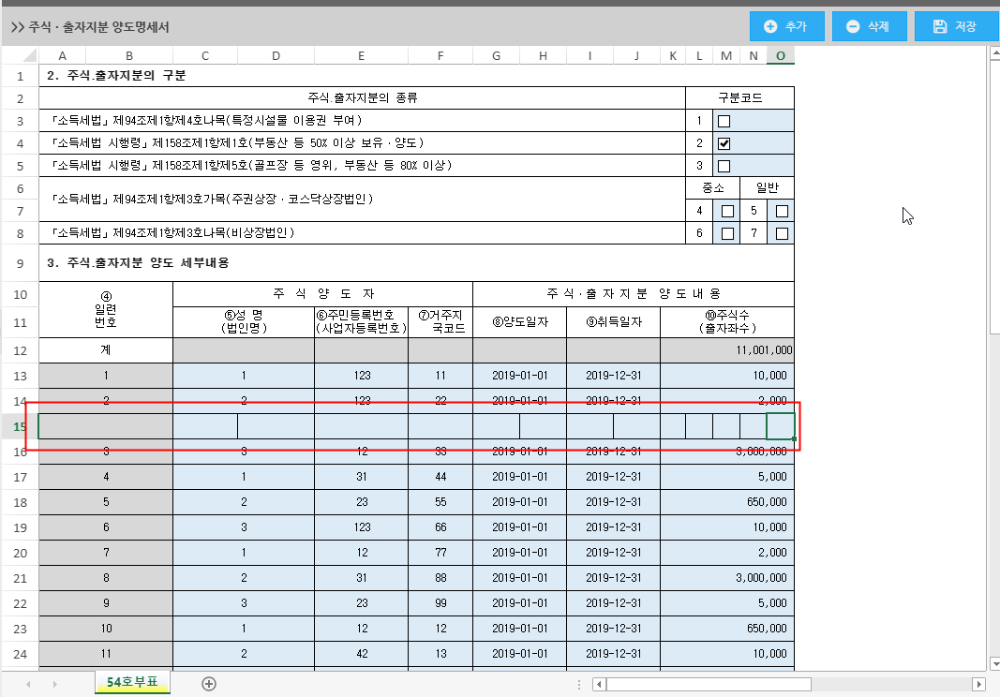 >> 주식 · 출자지분 양도명세서
추가 삭제 저장
A B C D E F G H I J K L M N O
1 2. 주식.출자지분의 구분
2 주식.출자지분의 종류 구분코드
3 「소득세법」제94조제1항제4호나목(특정시설물 이용권 부여) 1
4 「소득세법 시행령」제158조제1항제1호(부동산 등 50% 이상 보유·양도) 2
5 「소득세법 시행령」제158조제1항제5호(골프장 등 영위, 부동산 등 80% 이상) 3
6 중소 일반
「소득세법」제94조제1항제3호가목(주권상장·코스닥상장법인)
7 4 5
8 「소득세법」제94조제1항제3호나목(비상장법인) 6 7
9 3. 주식.출자지분 양도 세부내용
10 ④ 일련 번호 주 식 양 도 자 주 식 · 출 자 지 분 양 도 내 용
11 ⑤성 명 (법인명) ⑥주민등록번호 (사업자등록번호) ⑦거주지 국코드 ⑧양도일자 ⑨취득일자 ⑩주식수 (출자좌수)
12 계 11,001,000
13 1 1 123 11 2019-01-01 2019-12-31 10,000
14 2 2 123 22 2019-01-01 2019-12-31 2,000
15
16 3 3 12 33 2019-01-01 2019-12-31 3,000,000
17 4 1 31 44 2019-01-01 2019-12-31 5,000
18 5 2 23 55 2019-01-01 2019-12-31 650,000
19 6 3 123 66 2019-01-01 2019-12-31 10,000
20 7 1 12 77 2019-01-01 2019-12-31 2,000
21 8 2 31 88 2019-01-01 2019-12-31 3,000,000
22 9 3 23 99 2019-01-01 2019-12-31 5,000
23 10 1 12 12 2019-01-01 2019-12-31 650,000
24 11 2 42 13 2019-01-01 2019-12-31 10,000
54호부표